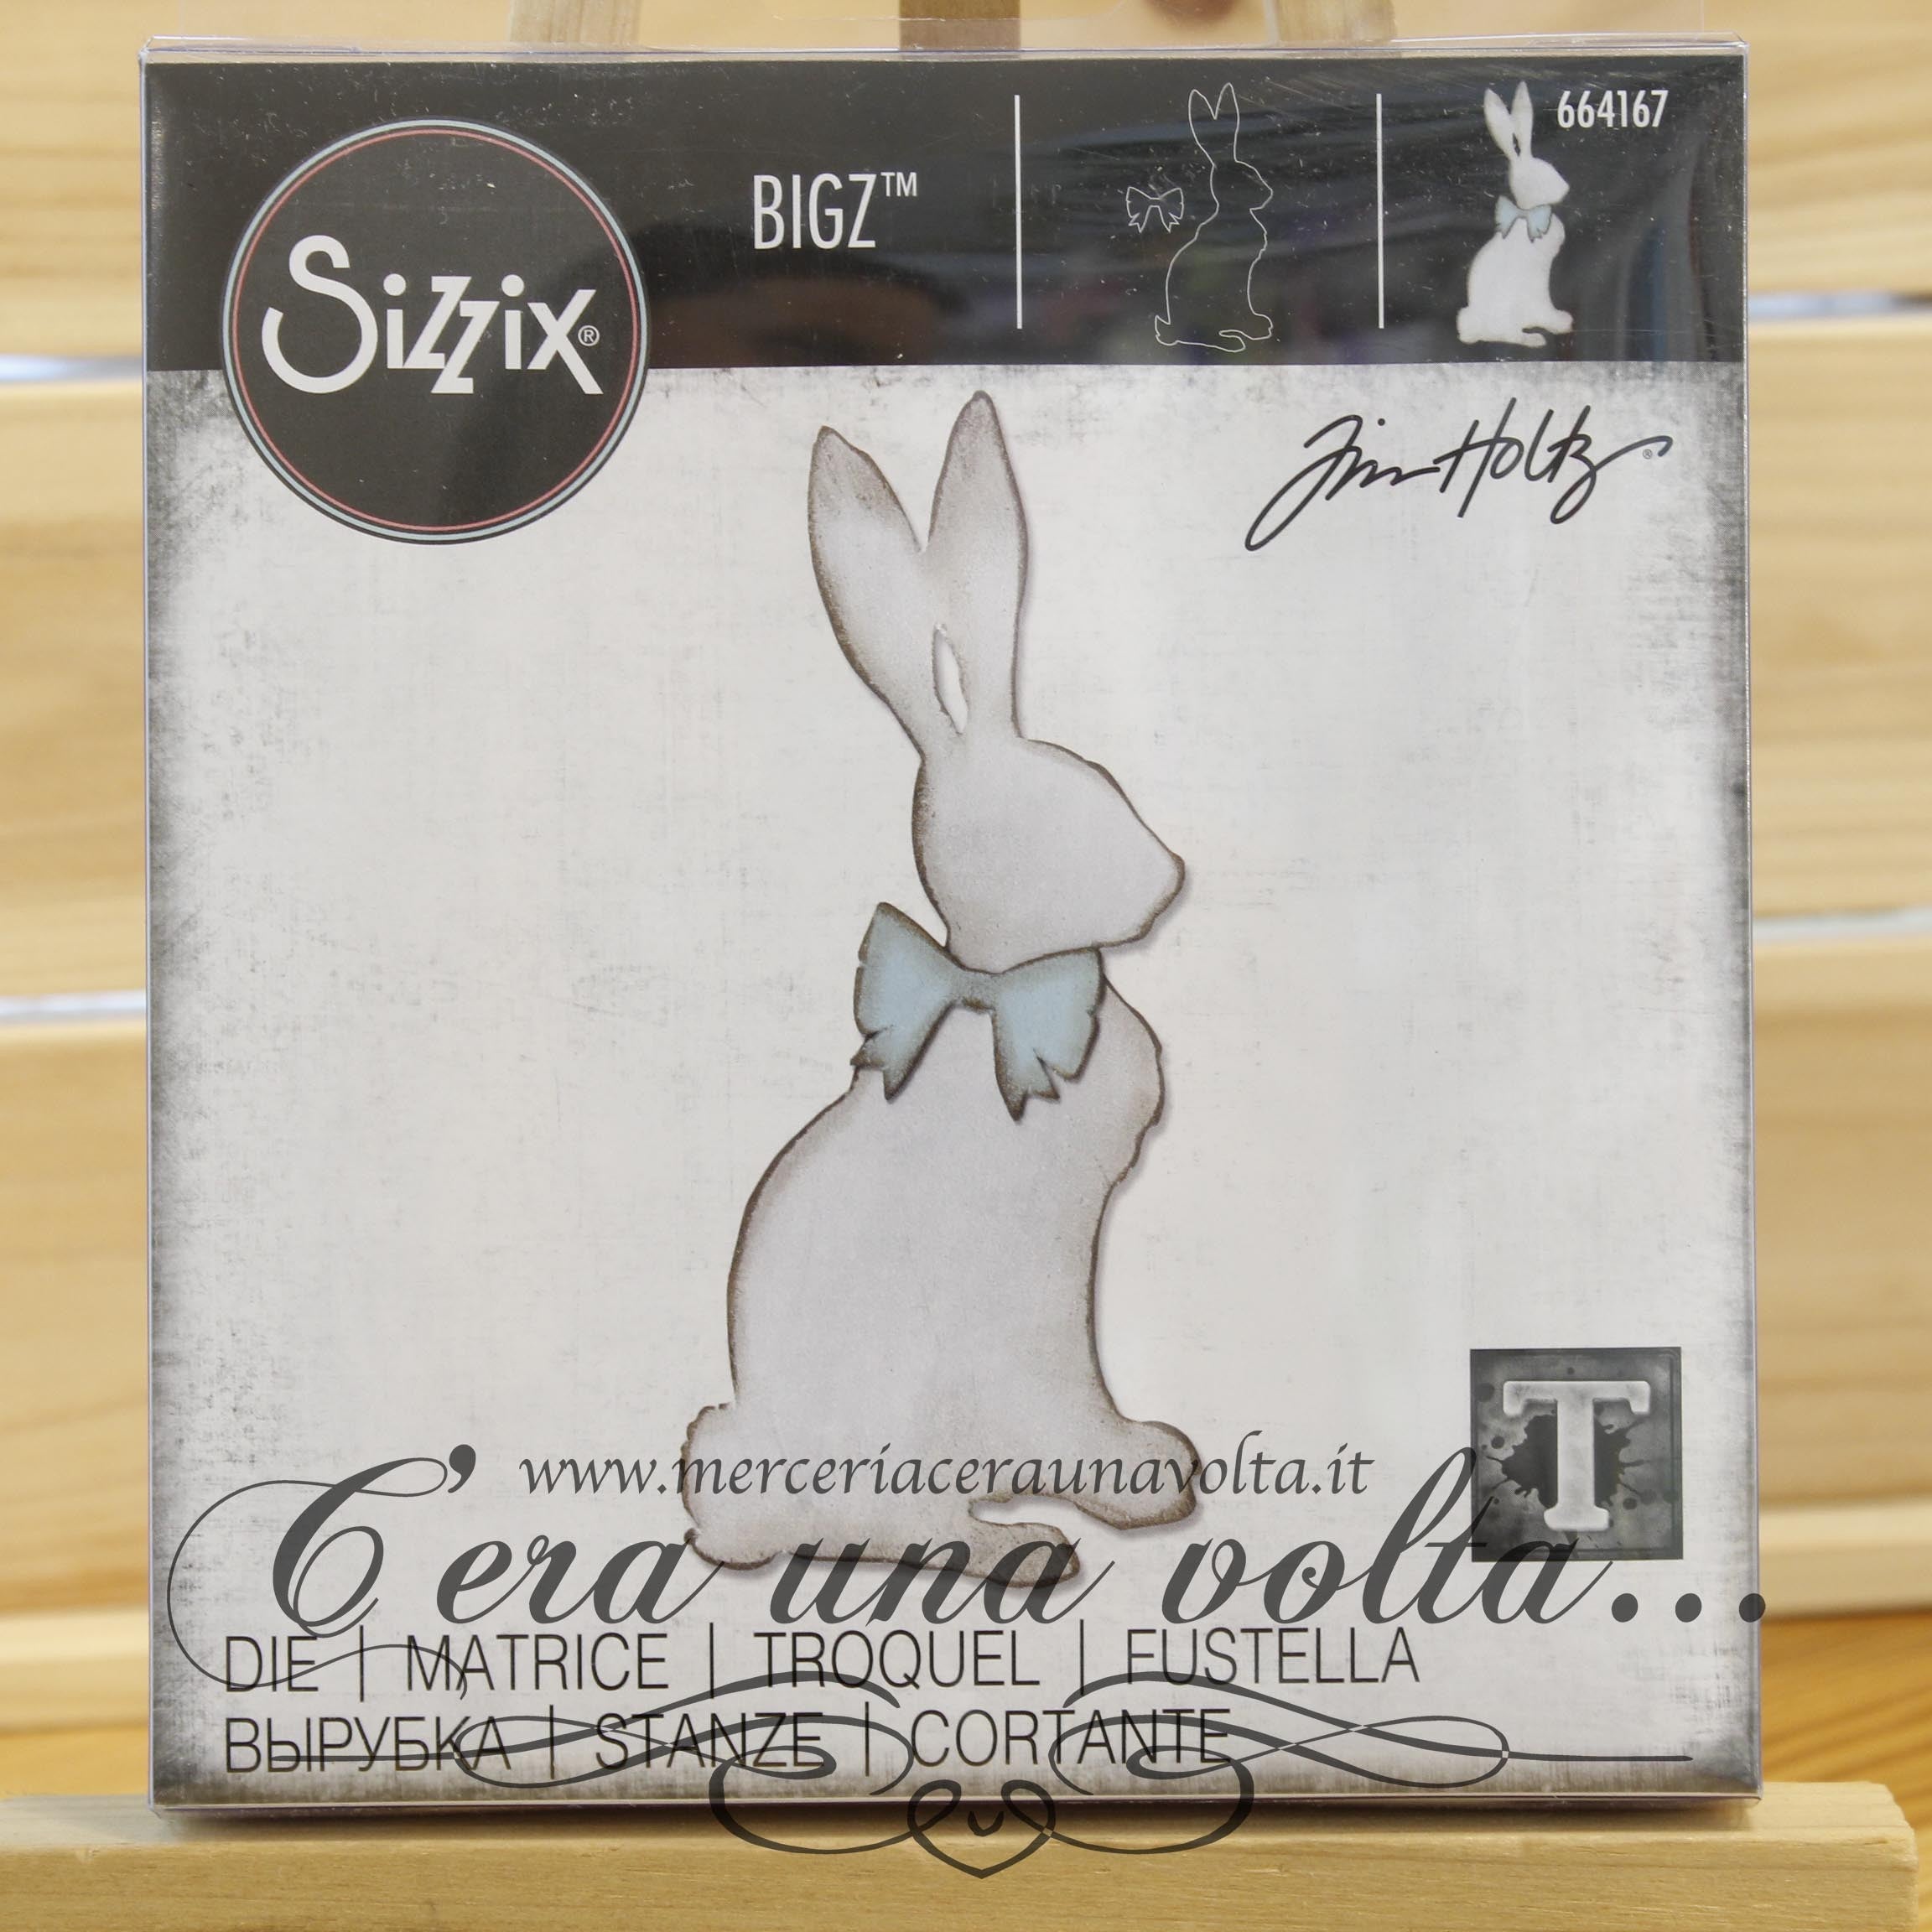 664167
BIGZ™
Sizzix®
Tim Holtz®
T
www.merceriaceraunavolta.it
C'era una volta...
DIE | MATRICE | TROQUEL | FUSTELLA
ВЫРУБКА | STANZE | CORTANTE